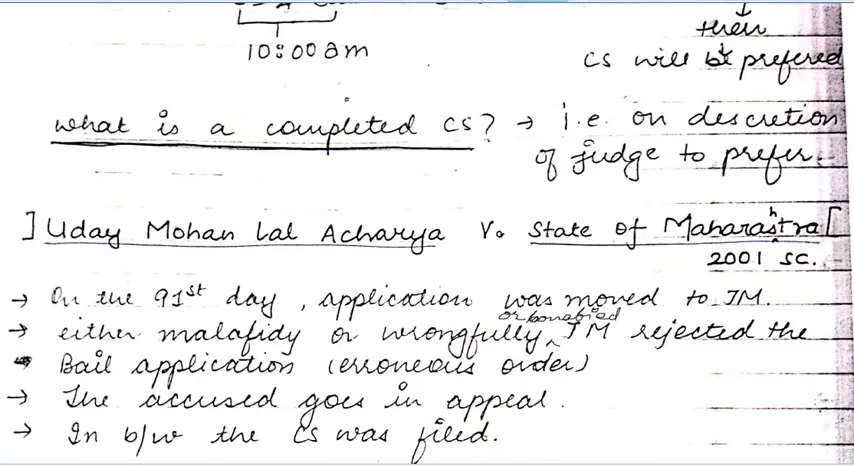 10:00am
then
CS will be prefered
what is a completed CS? → i.e. on descretion
of judge to prefer.
] Uday Mohan Lal Acharya Vo State of Maharashtra [
2001 SC.
→ On the 91st day, application was moved to JM.
→ either malafidy or wrongfully or bonafied JM rejected the
Bail application (erroneous order)
→ The accused goes in appeal.
→ In b/w the CS was filed.